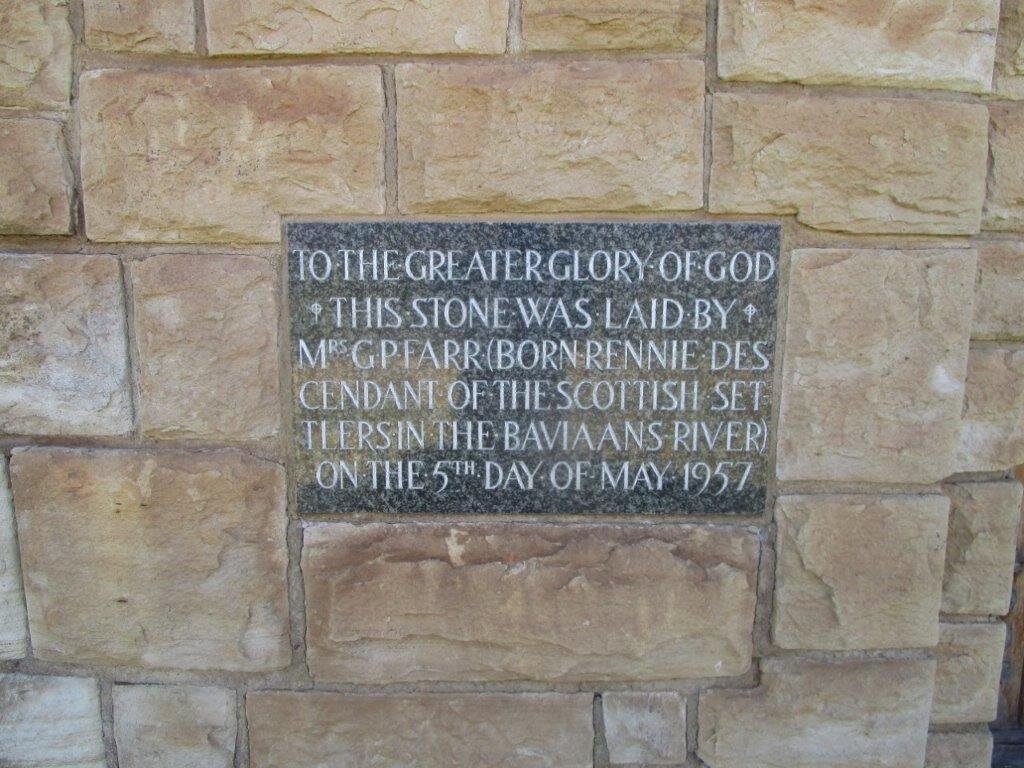 TO THE·GREATER·GLORY·OF·GOD
THIS·STONE·WAS·LAID·BY
MRS·G·P·FARR·(BORN·RENNIE·DES
CENDANT·OF·THE·SCOTTISH·SET-
TLERS·IN·THE·BAVIAANS·RIVER)
ON·THE·5TH·DAY·OF·MAY·1957